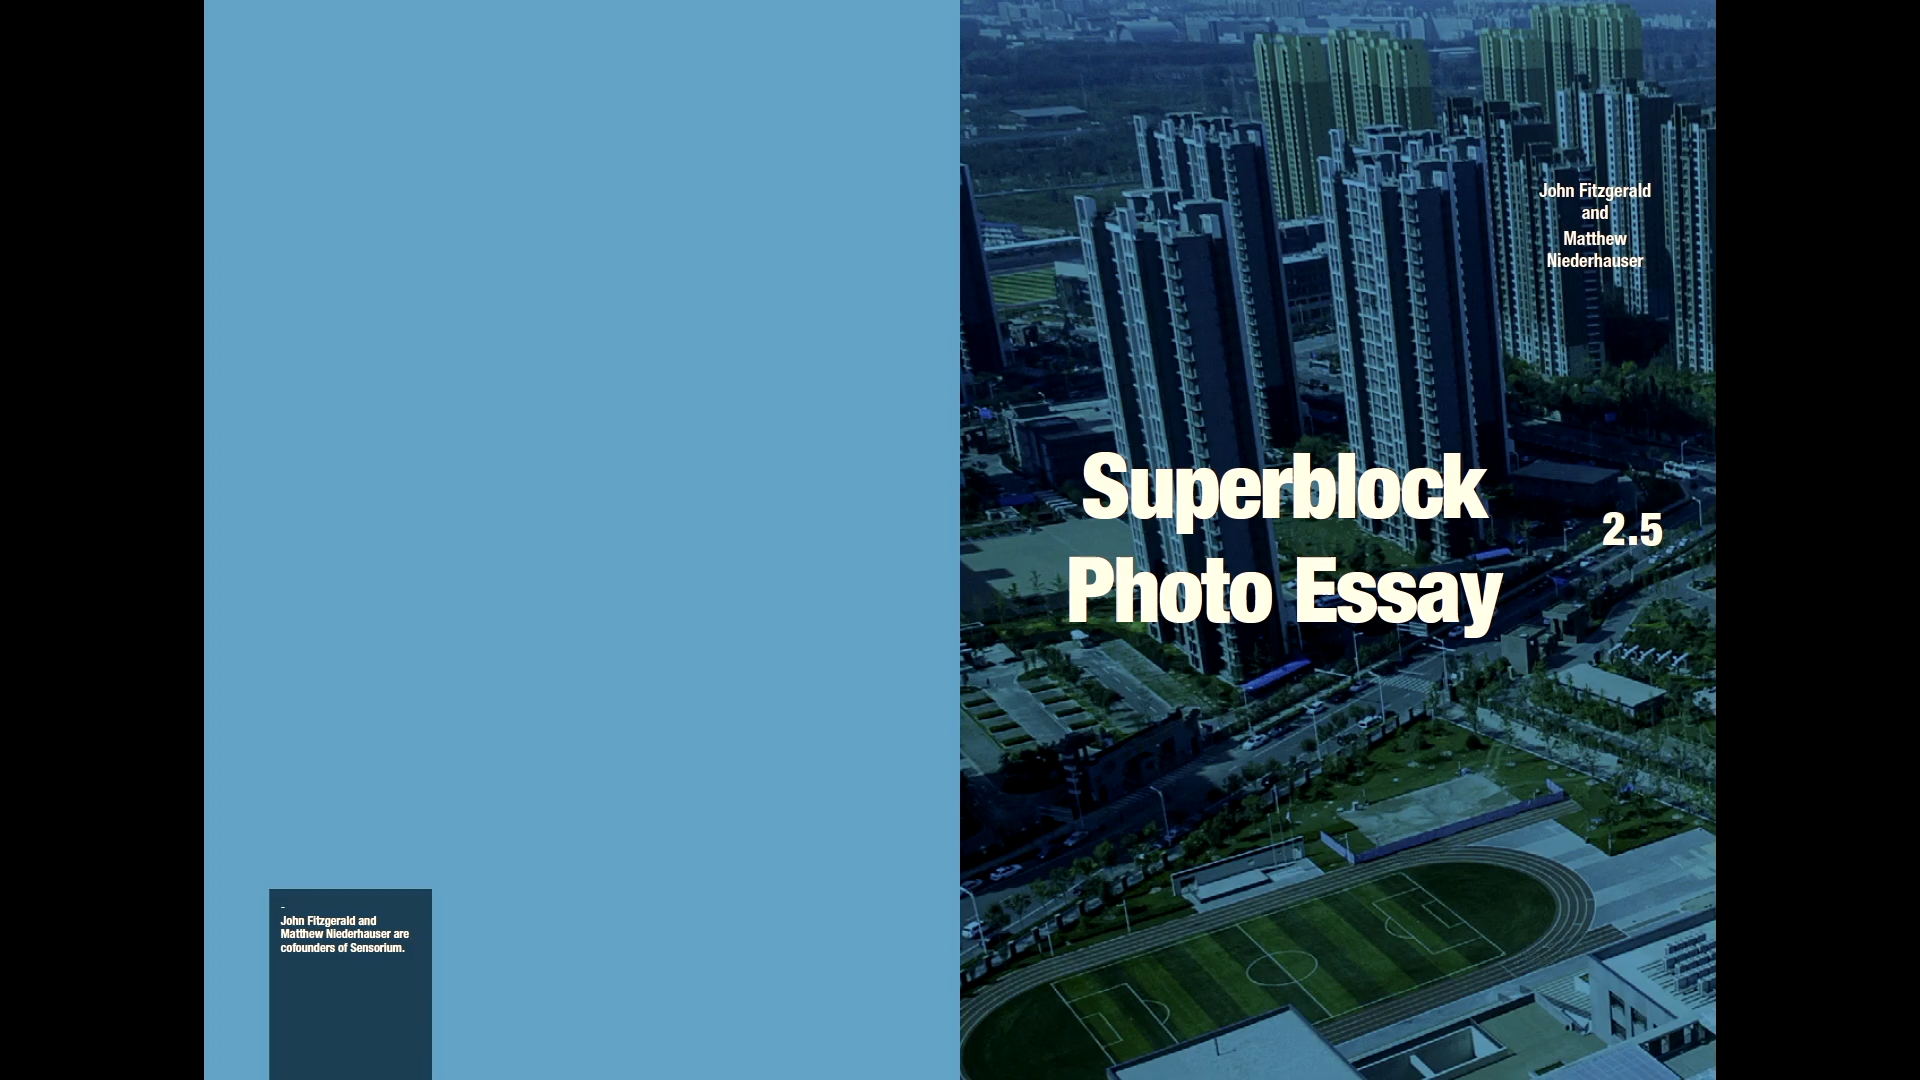 -
John Fitzgerald and
Matthew Niederhauser are
cofounders of Sensorium.
John Fitzgerald
and
Matthew
Niederhauser
Superblock
Photo Essay
2.5